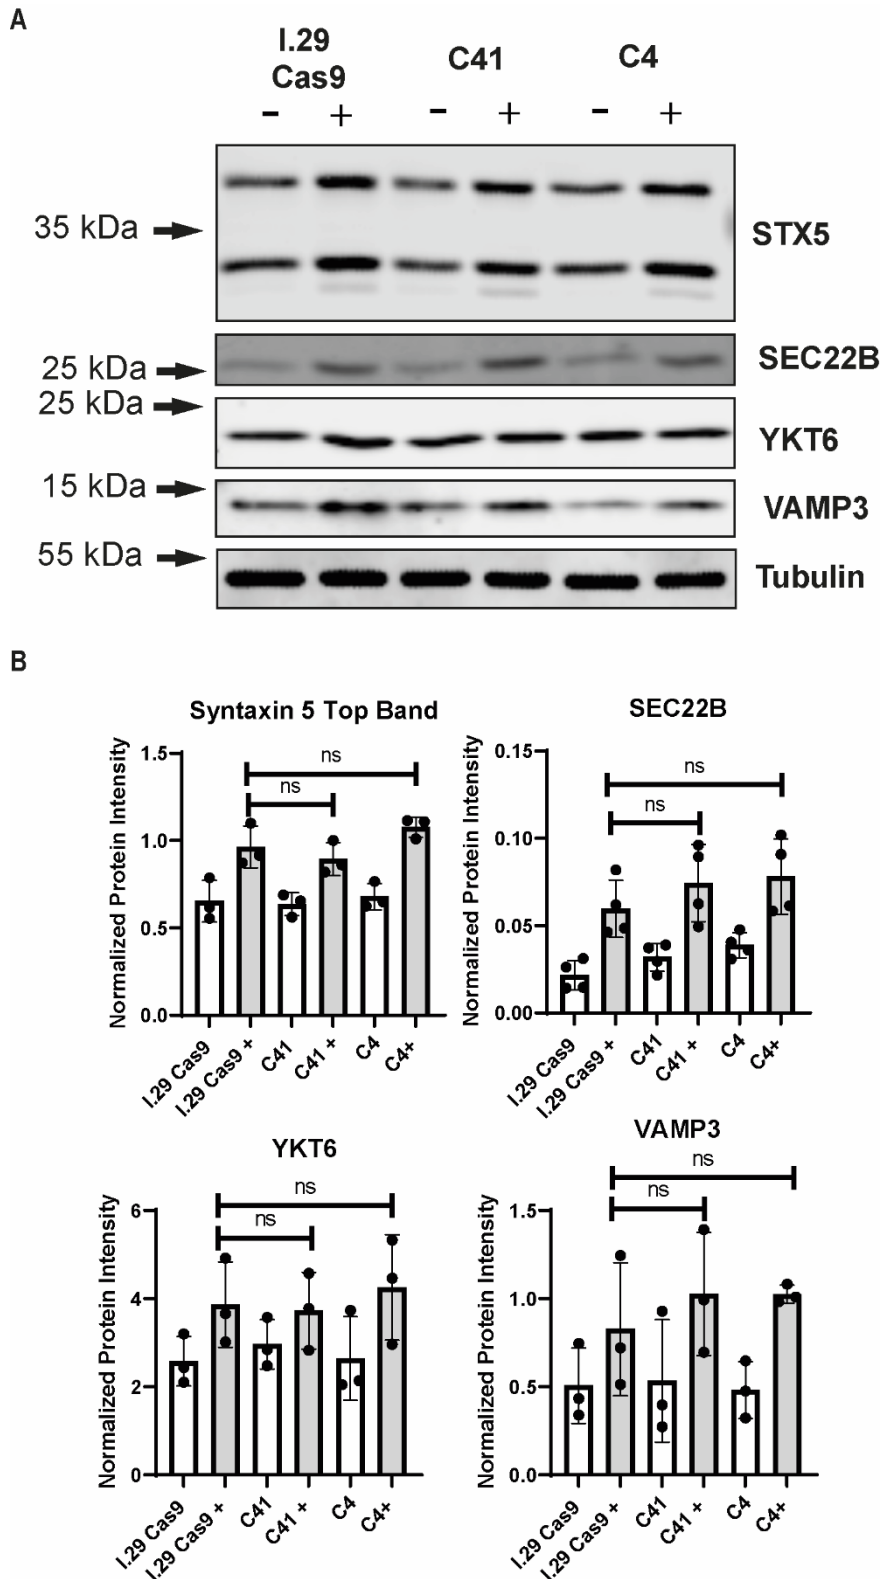 A
I.29
Cas9
C41
C4
- + - + - +
35 kDa
STX5
25 kDa
SEC22B
25 kDa
YKT6
15 kDa
VAMP3
55 kDa
Tubulin
B
Syntaxin 5 Top Band
Normalized Protein Intensity
1.5
1.0
0.5
0.0
ns
ns
I.29 Cas9
I.29 Cas9 +
C41
C41 +
C4
C4+
SEC22B
Normalized Protein Intensity
0.15
0.10
0.05
0.00
ns
ns
I.29 Cas9
I.29 Cas9 +
C41
C41 +
C4
C4+
YKT6
Normalized Protein Intensity
6
4
2
0
ns
ns
I.29 Cas9
I.29 Cas9 +
C41
C41 +
C4
C4+
VAMP3
Normalized Protein Intensity
1.5
1.0
0.5
0.0
ns
ns
I.29 Cas9
I.29 Cas9 +
C41
C41 +
C4
C4+